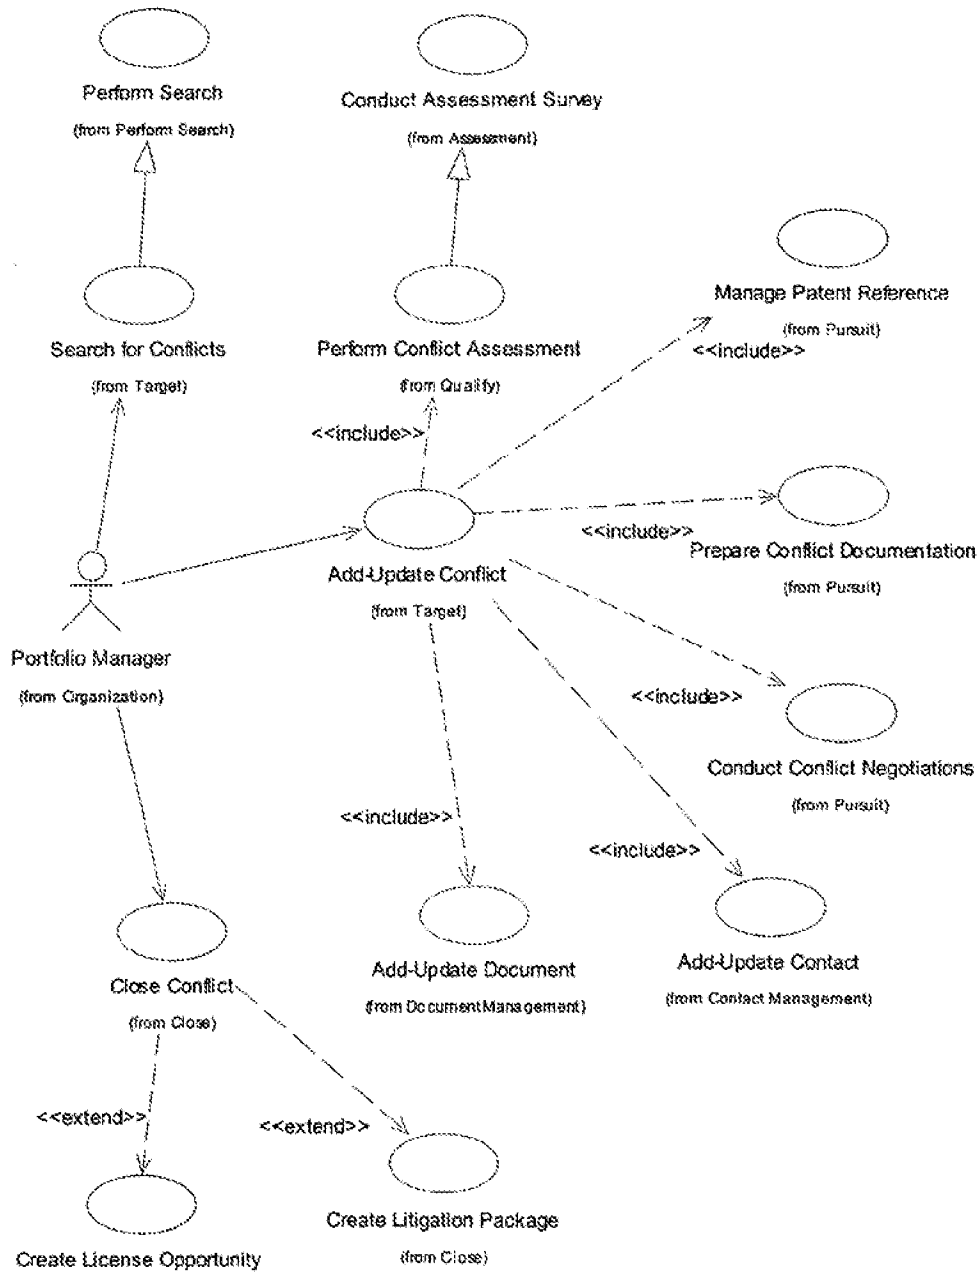 Perform Search
(from Perform Search)
Conduct Assessment Survey
(from Assessment)
Manage Patent Reference
(from Pursuit)
<<include>>
Search for Conflicts
(from Target)
Perform Conflict Assessment
(from Qualify)
<<include>>
<<include>>
Prepare Conflict Documentation
(from Pursuit)
Add-Update Conflict
(from Target)
Portfolio Manager
(from Organization)
<<include>>
Conduct Conflict Negotiations
(from Pursuit)
<<include>>
<<include>>
Add-Update Document
(from Document Management)
Add-Update Contact
(from Contact Management)
Close Conflict
(from Close)
<<extend>>
<<extend>>
Create Litigation Package
(from Close)
Create License Opportunity